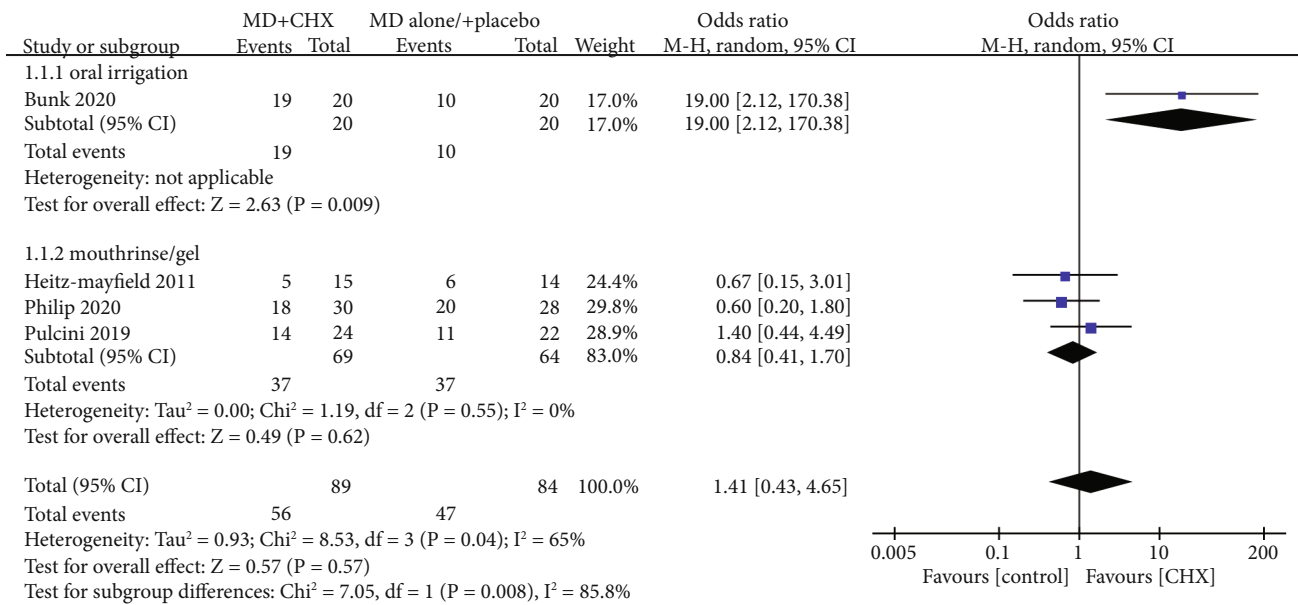 MD+CHX MD alone/+placebo Odds ratio Odds ratio
Study or subgroup Events Total Events Total Weight M-H, random, 95% CI M-H, random, 95% CI
1.1.1 oral irrigation
Bunk 2020 19 20 10 20 17.0% 19.00 [2.12, 170.38]
Subtotal (95% CI) 20 20 17.0% 19.00 [2.12, 170.38]
Total events 19 10
Heterogeneity: not applicable
Test for overall effect: Z = 2.63 (P = 0.009)
1.1.2 mouthrinse/gel
Heitz-mayfield 2011 5 15 6 14 24.4% 0.67 [0.15, 3.01]
Philip 2020 18 30 20 28 29.8% 0.60 [0.20, 1.80]
Pulcini 2019 14 24 11 22 28.9% 1.40 [0.44, 4.49]
Subtotal (95% CI) 69 64 83.0% 0.84 [0.41, 1.70]
Total events 37 37
Heterogeneity: Tau² = 0.00; Chi² = 1.19, df = 2 (P = 0.55); I² = 0%
Test for overall effect: Z = 0.49 (P = 0.62)
Total (95% CI) 89 84 100.0% 1.41 [0.43, 4.65]
Total events 56 47
Heterogeneity: Tau² = 0.93; Chi² = 8.53, df = 3 (P = 0.04); I² = 65%
Test for overall effect: Z = 0.57 (P = 0.57)
Test for subgroup differences: Chi² = 7.05, df = 1 (P = 0.008), I² = 85.8%
0.005 0.1 1 10 200
Favours [control] Favours [CHX]